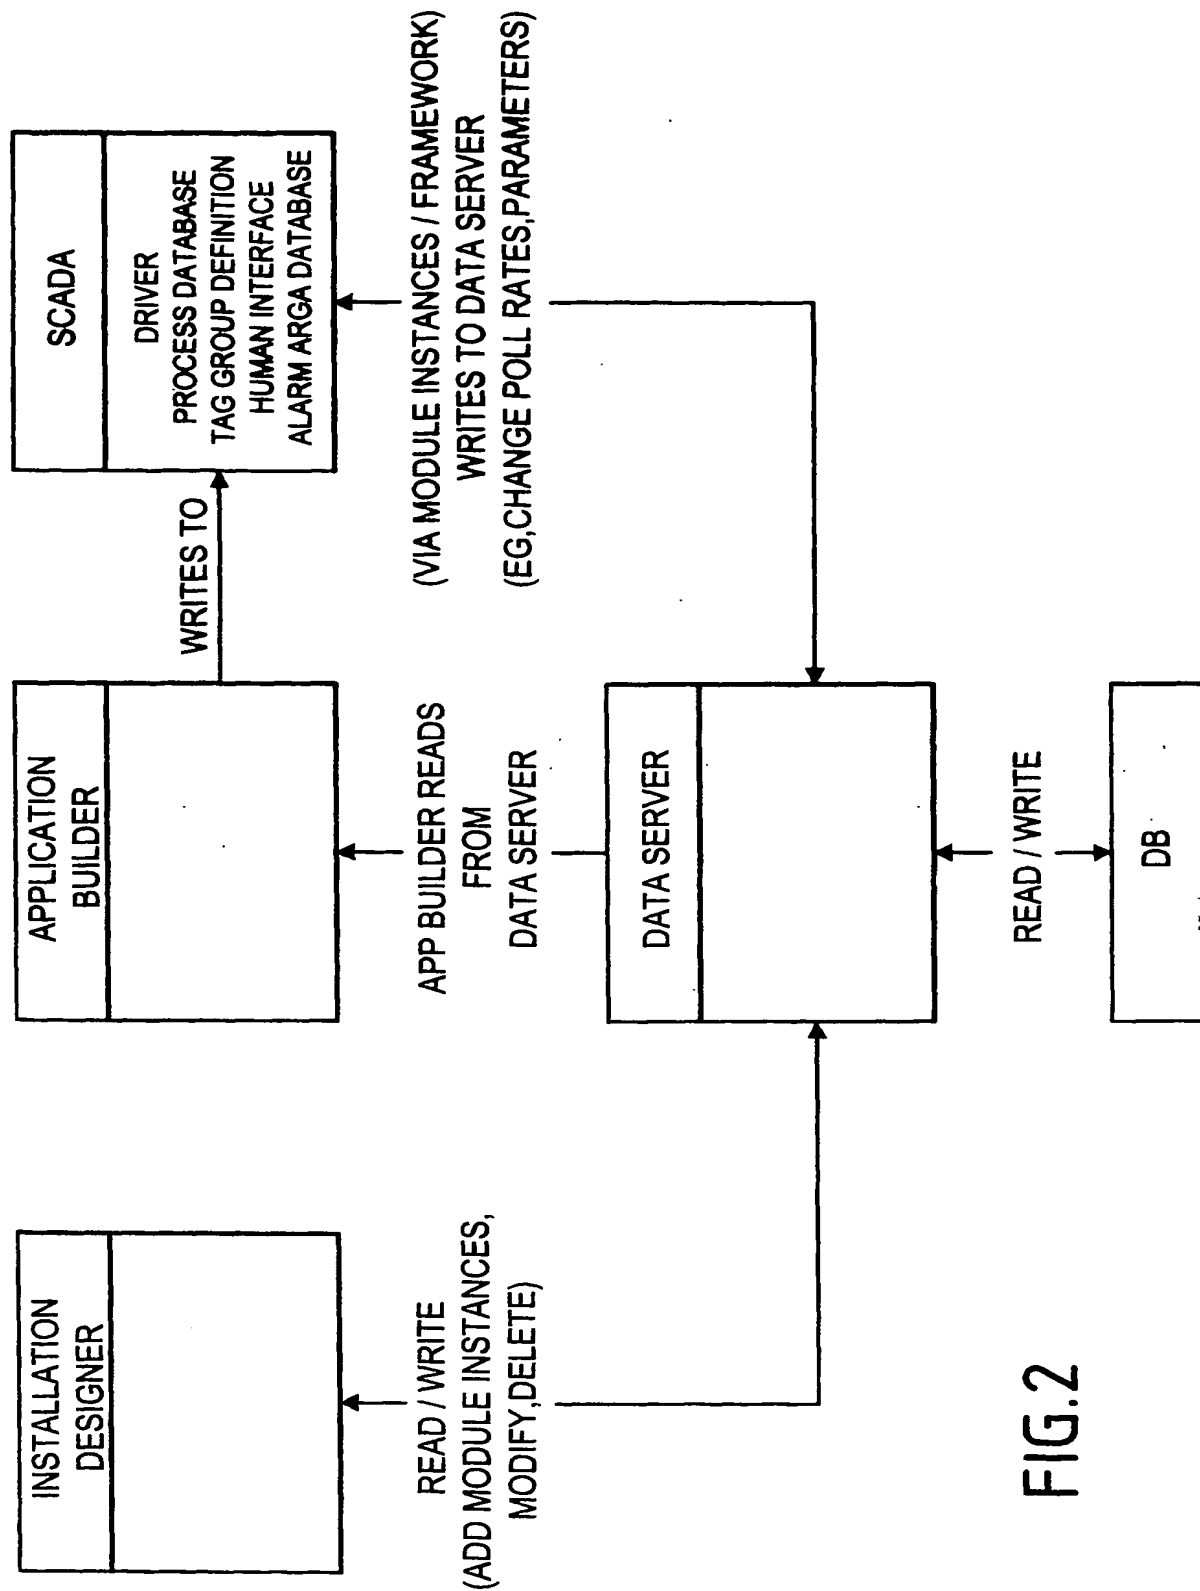 INSTALLATION
DESIGNER
READ / WRITE
(ADD MODULE INSTANCES,
MODIFY,DELETE)
APPLICATION
BUILDER
WRITES TO
APP BUILDER READS
FROM
DATA SERVER
SCADA
DRIVER
PROCESS DATABASE
TAG GROUP DEFINITION
HUMAN INTERFACE
ALARM ARGA DATABASE
(VIA MODULE INSTANCES / FRAMEWORK)
WRITES TO DATA SERVER
(EG,CHANGE POLL RATES,PARAMETERS)
DATA SERVER
READ / WRITE
DB
FIG.2